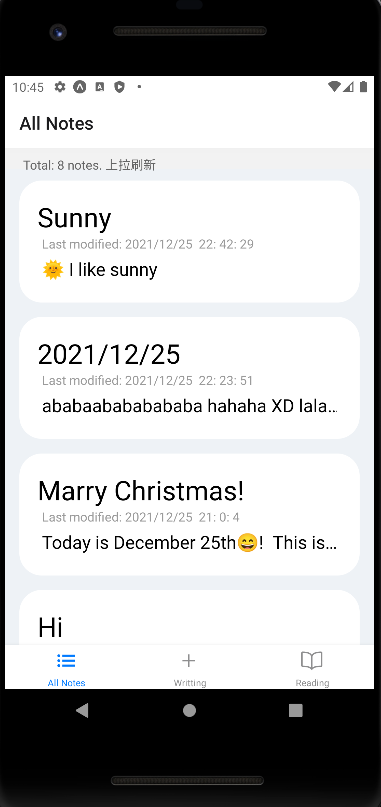 10:45
All Notes
Total: 8 notes. 上拉刷新
Sunny
Last modified: 2021/12/25 22: 42: 29
🌞 I like sunny
2021/12/25
Last modified: 2021/12/25 22: 23: 51
ababaababababaaba hahaha XD lala...
Marry Christmas!
Last modified: 2021/12/25 21: 0: 4
Today is December 25th😄! This is...
Hi
All Notes
Writting
Reading